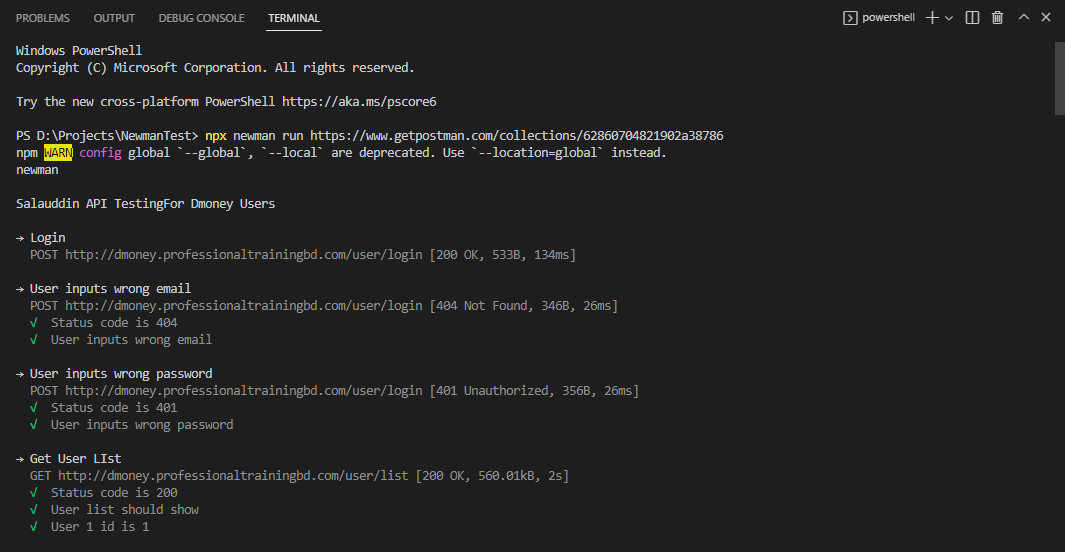 PROBLEMS OUTPUT DEBUG CONSOLE TERMINAL powershell
Windows PowerShell
Copyright (C) Microsoft Corporation. All rights reserved.
Try the new cross-platform PowerShell https://aka.ms/pscore6
PS D:\Projects\NewmanTest> npx newman run https://www.getpostman.com/collections/62860704821902a38786
npm WARN config global `--global`, `--local` are deprecated. Use `--location=global` instead.
newman
Salauddin API TestingFor Dmoney Users
→ Login
POST http://dmoney.professionaltrainingbd.com/user/login [200 OK, 533B, 134ms]
→ User inputs wrong email
POST http://dmoney.professionaltrainingbd.com/user/login [404 Not Found, 346B, 26ms]
√ Status code is 404
√ User inputs wrong email
→ User inputs wrong password
POST http://dmoney.professionaltrainingbd.com/user/login [401 Unauthorized, 356B, 26ms]
√ Status code is 401
√ User inputs wrong password
→ Get User LIst
GET http://dmoney.professionaltrainingbd.com/user/list [200 OK, 560.01kB, 2s]
√ Status code is 200
√ User list should show
√ User 1 id is 1